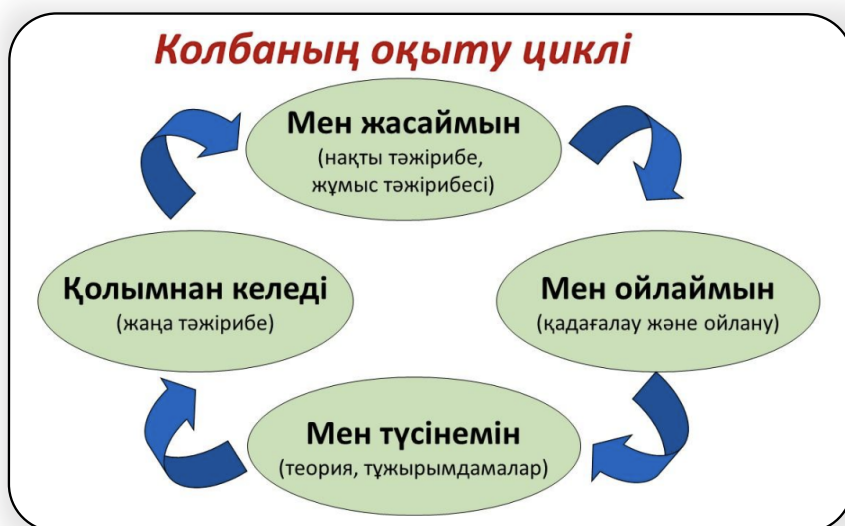 Колбаның оқыту циклі
Мен жасаймын
(нақты тәжірибе,
жұмыс тәжірибесі)
Мен ойлаймын
(қадағалау және ойлану)
Мен түсінемін
(теория, тұжырымдамалар)
Қолымнан келеді
(жаңа тәжірибе)